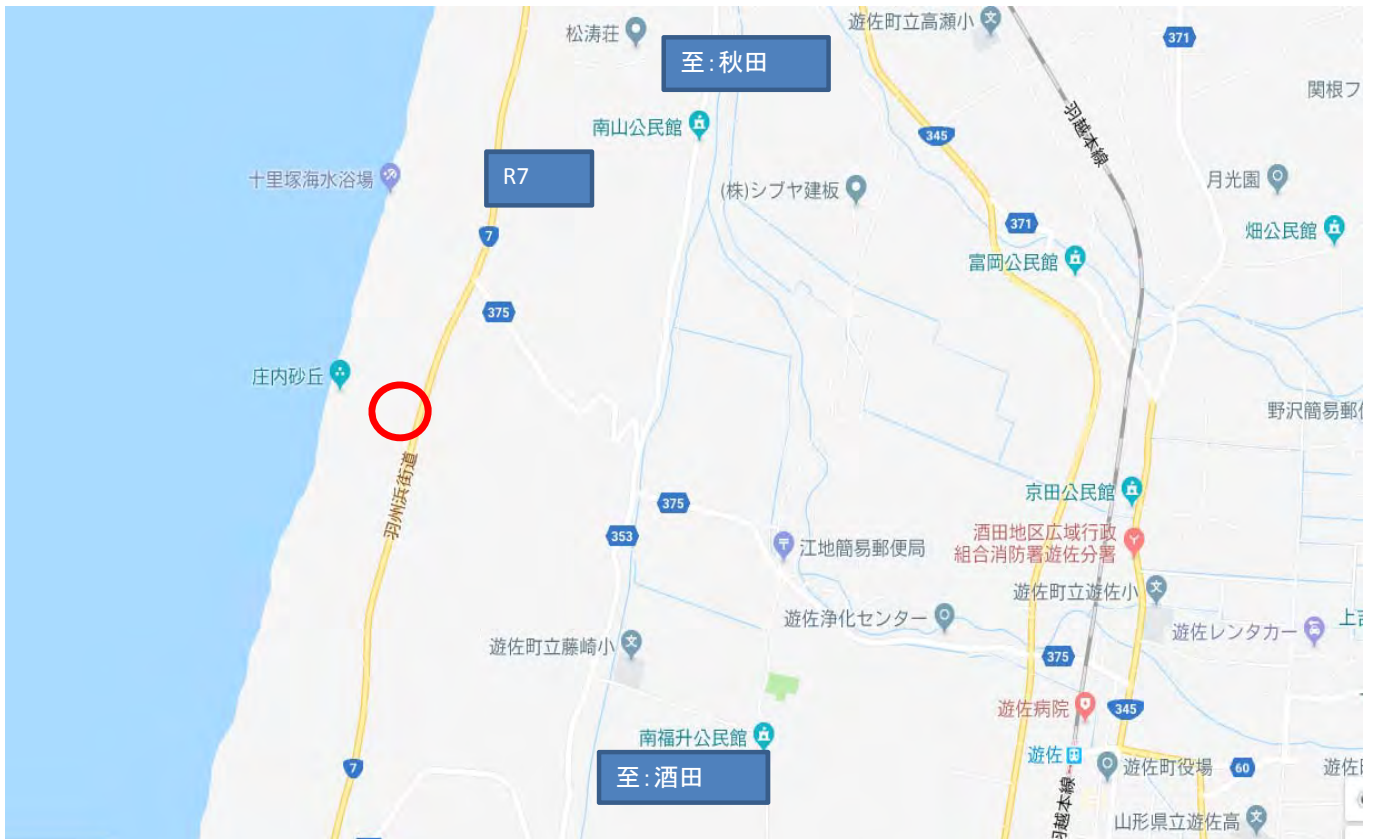 松涛荘
遊佐町立高瀬小
371
至:秋田
関根フ
南山公民館
345
羽越本線
R7
十里塚海水浴場
(株)シブヤ建板
月光園
7
371
畑公民館
富岡公民館
375
庄内砂丘
野沢簡易郵
羽州浜街道
京田公民館
375
353
江地簡易郵便局
酒田地区広域行政
組合消防署遊佐分署
遊佐町立遊佐小
遊佐浄化センター
遊佐レンタカー
上
遊佐町立藤崎小
375
遊佐病院
345
南福升公民館
遊佐
7
至:酒田
遊佐町役場
60
遊佐
羽越本線
山形県立遊佐高